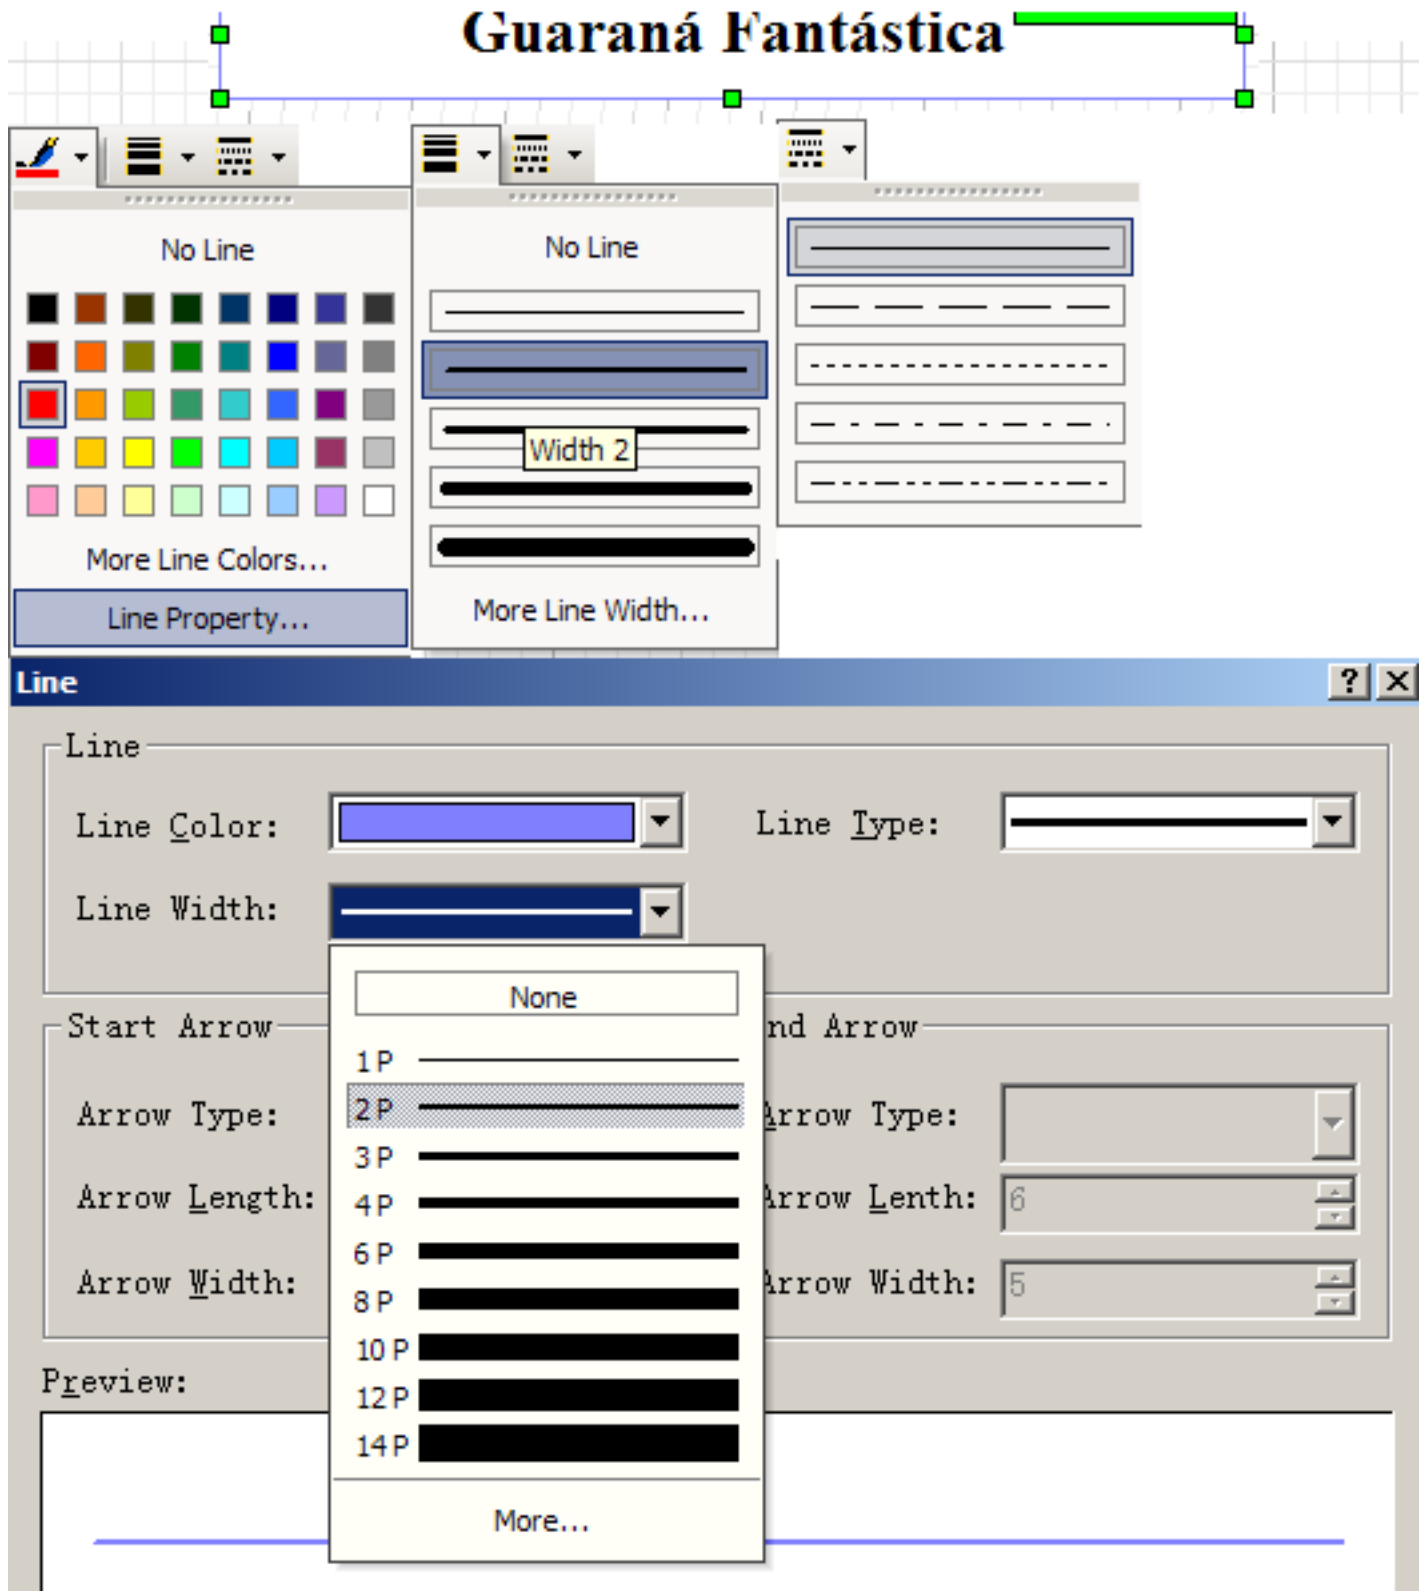 Guaraná Fantástica
No Line
More Line Colors...
Line Property...
No Line
Width 2
More Line Width...
Line
Line
Line Color:
Line Type:
Line Width:
None
1 P
2 P
3 P
4 P
6 P
8 P
10 P
12 P
14 P
More...
Start Arrow
Arrow Type:
Arrow Length:
Arrow Width:
nd Arrow
Arrow Type:
Arrow Lenth:
6
Arrow Width:
5
Preview: